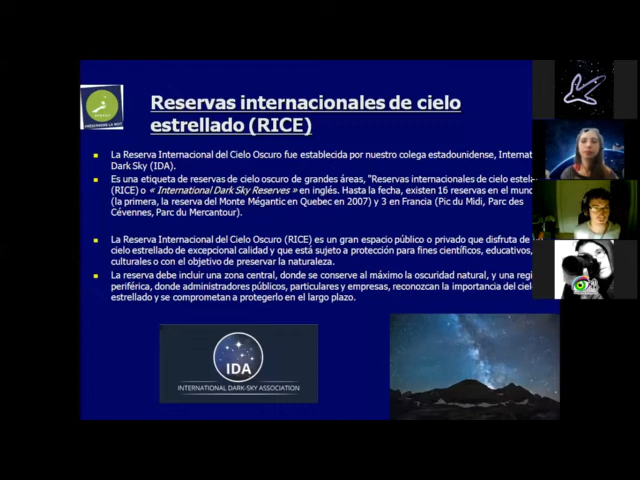 Reservas internacionales de cielo
estrellado (RICE)
La Reserva Internacional del Cielo Oscuro fue establecida por nuestro colega estadounidense, Internat
Dark Sky (IDA).
Es una etiqueta de reservas de cielo oscuro de grandes áreas, "Reservas internacionales de cielo estel
(RICE) o « International Dark Sky Reserves » en inglés. Hasta la fecha, existen 16 reservas en el mun
(la primera, la reserva del Monte Mégantic en Quebec en 2007) y 3 en Francia (Pic du Midi, Parc des
Cévennes, Parc du Mercantour).
La Reserva Internacional del Cielo Oscuro (RICE) es un gran espacio público o privado que disfruta de
cielo estrellado de excepcional calidad y que está sujeto a protección para fines científicos, educativos,
culturales o con el objetivo de preservar la naturaleza.
La reserva debe incluir una zona central, donde se conserve al máximo la oscuridad natural, y una regi
periférica, donde administradores públicos, particulares y empresas, reconozcan la importancia del ciel
estrellado y se comprometan a protegerlo en el largo plazo.
IDA
INTERNATIONAL DARK-SKY ASSOCIATION